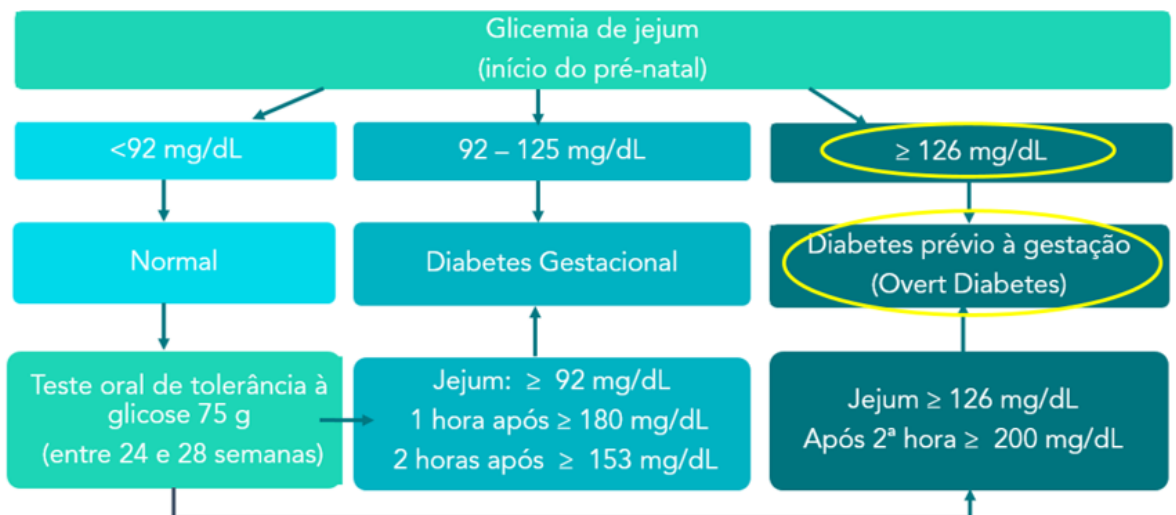 Glicemia de jejum
(início do pré-natal)
<92 mg/dL
92 – 125 mg/dL
≥ 126 mg/dL
Normal
Diabetes Gestacional
Diabetes prévio à gestação
(Overt Diabetes)
Teste oral de tolerância à
glicose 75 g
(entre 24 e 28 semanas)
Jejum: ≥ 92 mg/dL
1 hora após ≥ 180 mg/dL
2 horas após ≥ 153 mg/dL
Jejum ≥ 126 mg/dL
Após 2ª hora ≥ 200 mg/dL